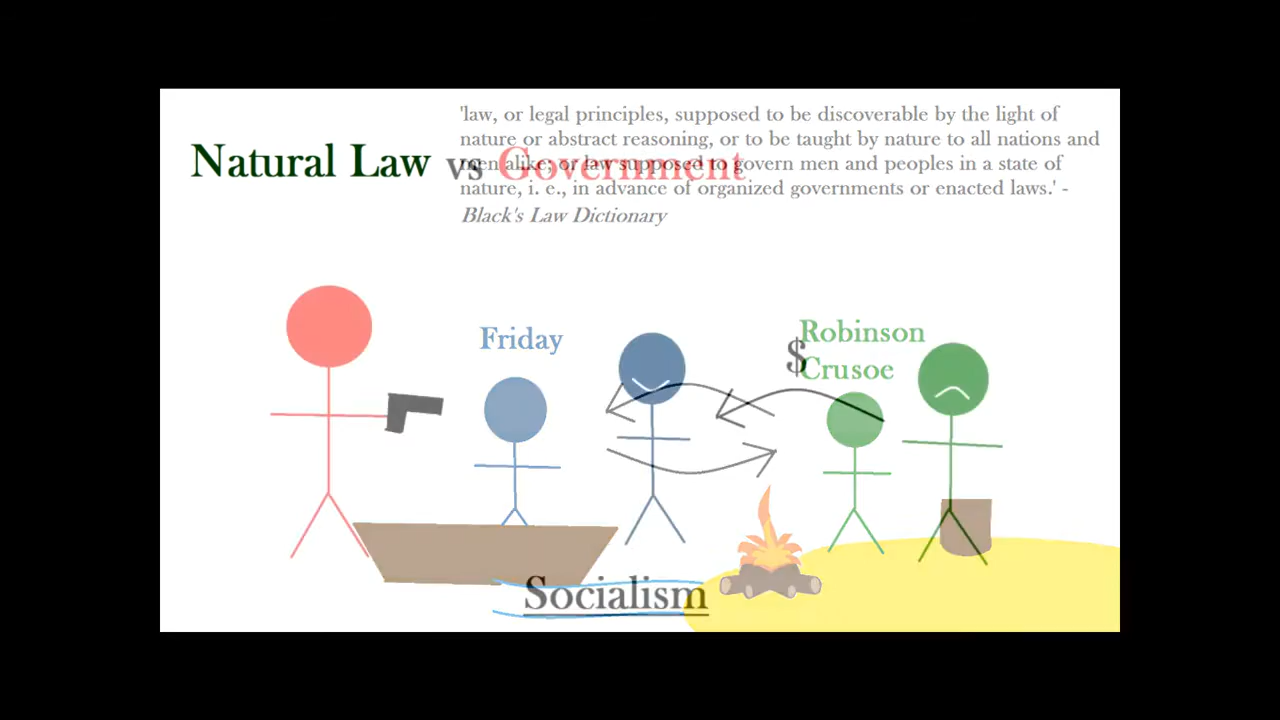 'law, or legal principles, supposed to be discoverable by the light of
nature or abstract reasoning, or to be taught by nature to all nations and
men alike; or law supposed to govern men and peoples in a state of
nature, i. e., in advance of organized governments or enacted laws.' -
Black's Law Dictionary
Natural Law vs Government
Friday
Robinson
Crusoe
$
Socialism